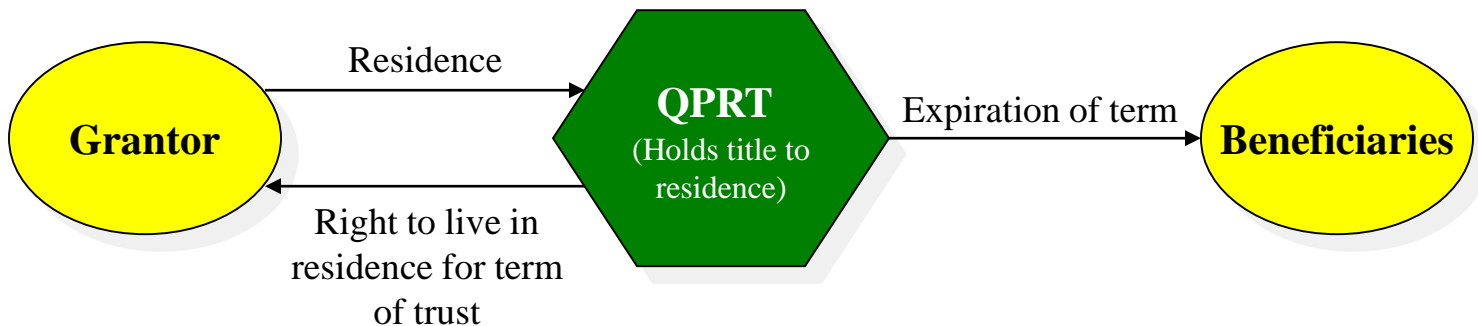 Grantor
Residence
Right to live in
residence for term
of trust
QPRT
(Holds title to
residence)
Expiration of term
Beneficiaries